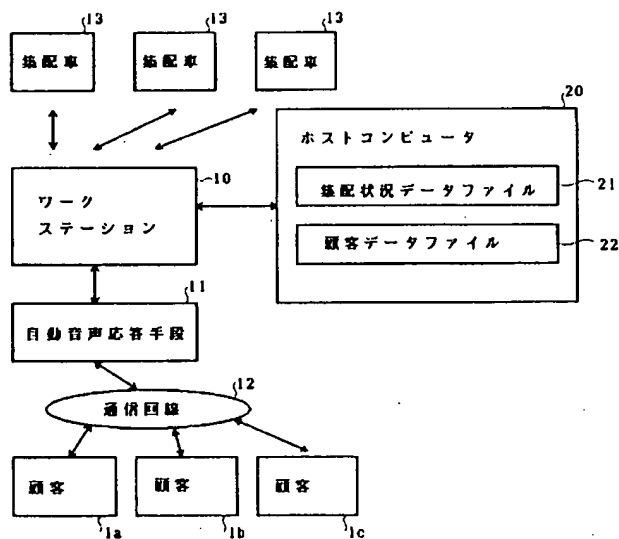 13 13 13
集配車 集配車 集配車
20
ホストコンピュータ
10
ワーク
ステーション
集配状況データファイル 21
顧客データファイル 22
11
自動音声応答手段
12
通信回線
顧客 顧客 顧客
1a 1b 1c